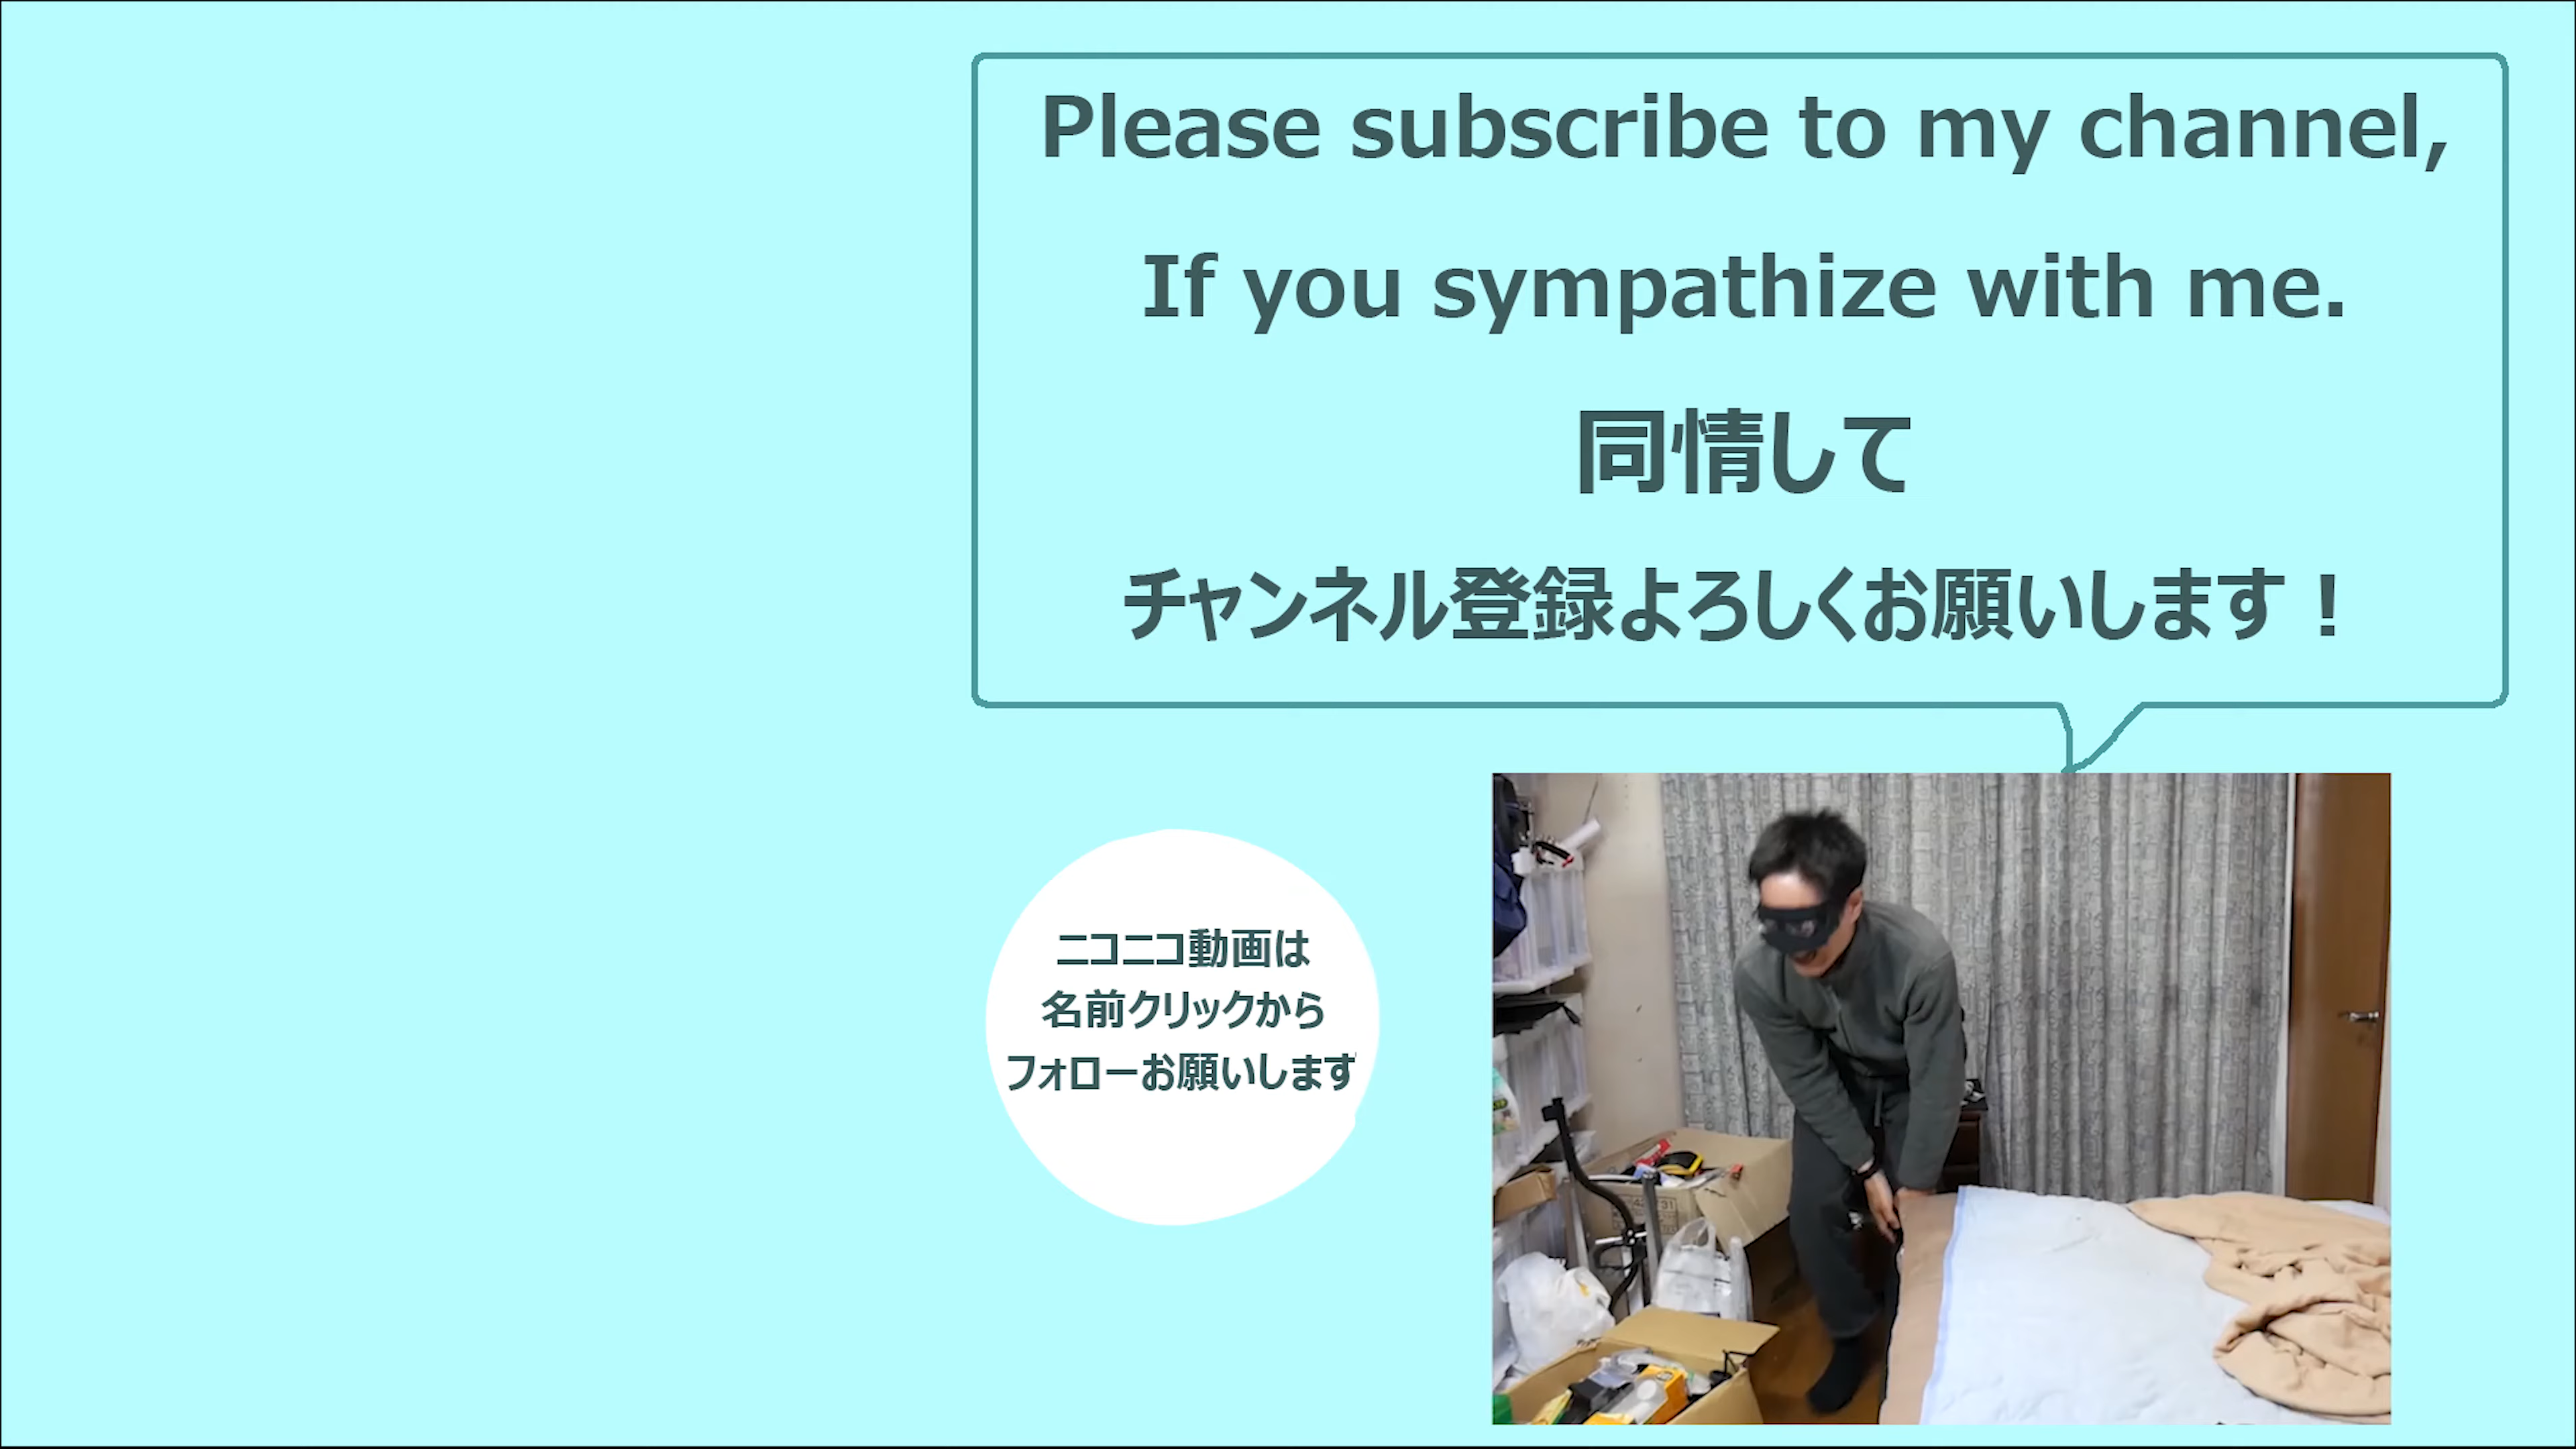 Please subscribe to my channel,
If you sympathize with me.
同情して
チャンネル登録よろしくお願いします！
ニコニコ動画は
名前クリックから
フォローお願いします